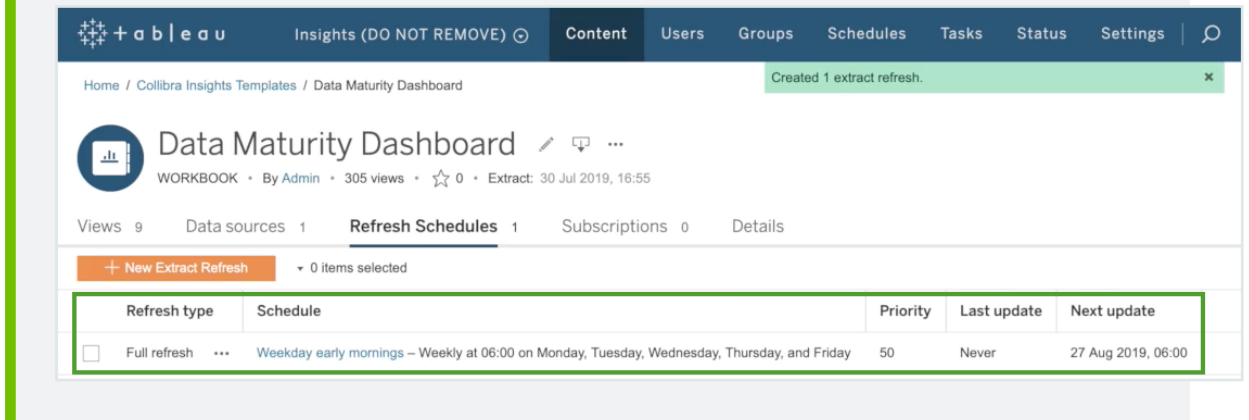 + a b | e a u Insights (DO NOT REMOVE) Content Users Groups Schedules Tasks Status Settings
Created 1 extract refresh. ×
Home / Collibra Insights Templates / Data Maturity Dashboard
Data Maturity Dashboard ...
WORKBOOK • By Admin • 305 views • 0 • Extract: 30 Jul 2019, 16:55
Views 9 Data sources 1 Refresh Schedules 1 Subscriptions 0 Details
+ New Extract Refresh 0 items selected
Refresh type Schedule Priority Last update Next update
Full refresh ... Weekday early mornings – Weekly at 06:00 on Monday, Tuesday, Wednesday, Thursday, and Friday 50 Never 27 Aug 2019, 06:00